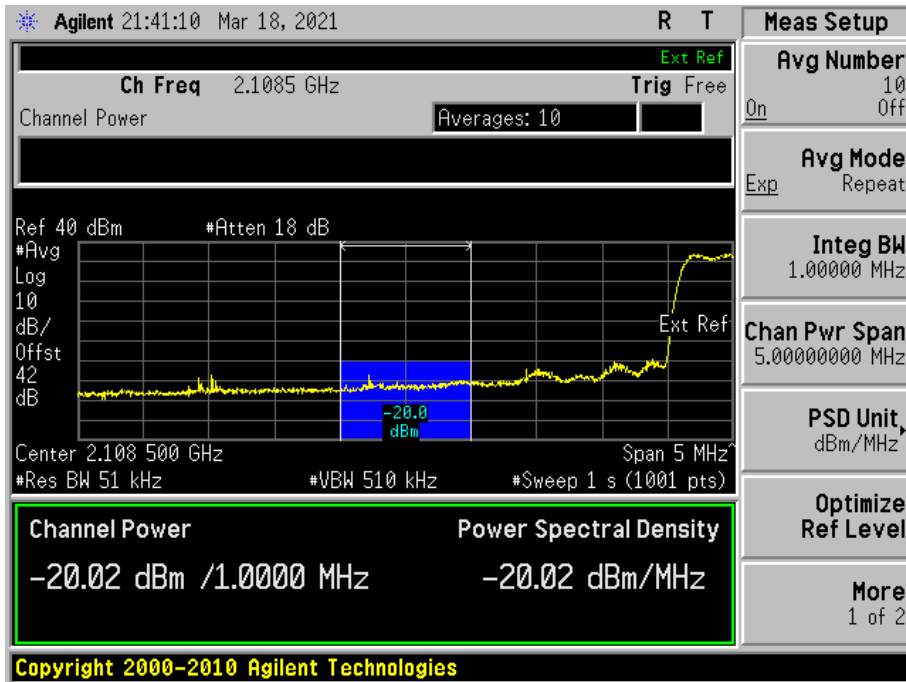 Agilent 21:41:10 Mar 18, 2021 R T
Ext Ref
Ch Freq 2.1085 GHz Trig Free
Channel Power Averages: 10
Ref 40 dBm #Atten 18 dB
#Avg
Log
10
dB/
Offst
42
dB
Ext Ref
-20.0
dBm
Center 2.108 500 GHz Span 5 MHz^
#Res BW 51 kHz #VBW 510 kHz #Sweep 1 s (1001 pts)
Channel Power Power Spectral Density
-20.02 dBm /1.0000 MHz -20.02 dBm/MHz
Copyright 2000-2010 Agilent Technologies
Meas Setup
Avg Number
10
On Off
Avg Mode
Exp Repeat
Integ BW
1.00000 MHz
Chan Pwr Span
5.00000000 MHz
PSD Unit
dBm/MHz
Optimize
Ref Level
More
1 of 2